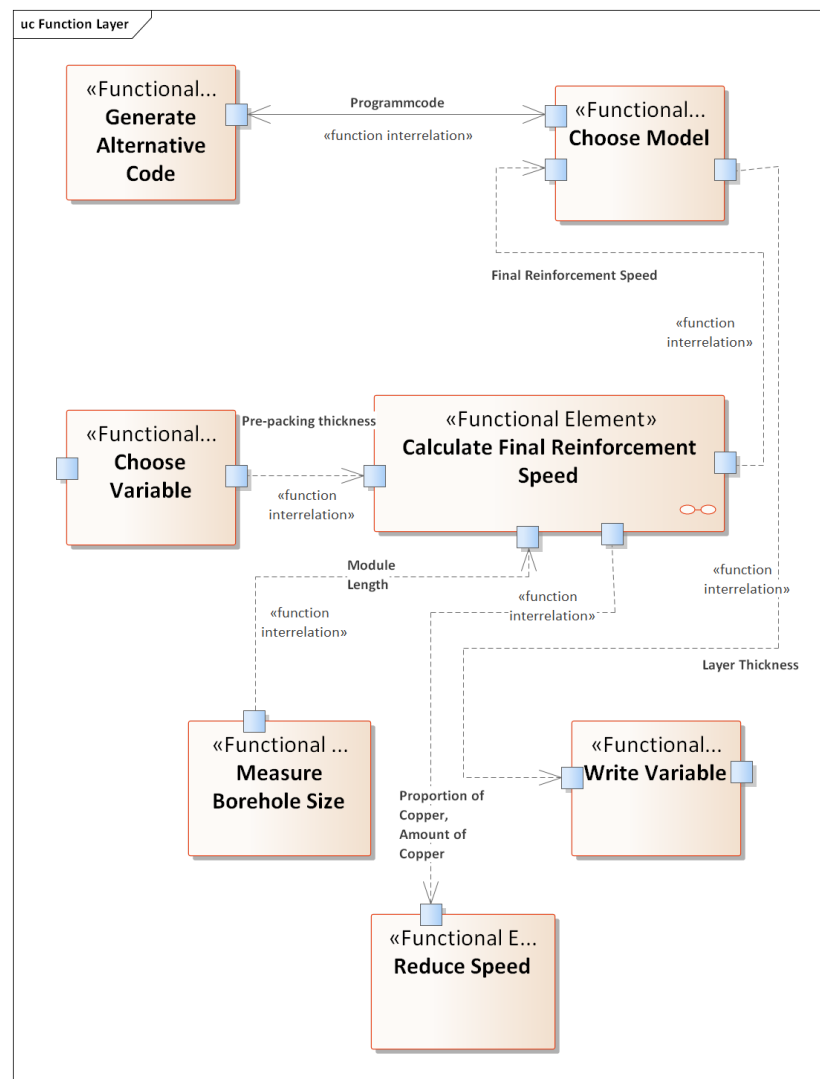 uc Function Layer
«Functional...
Generate
Alternative
Code
Programmcode
«function interrelation»
«Functional...
Choose Model
Final Reinforcement Speed
«function
interrelation»
«Functional...
Choose
Variable
Pre-packing thickness
«function
interrelation»
«Functional Element»
Calculate Final Reinforcement
Speed
Module
Length
«function
interrelation»
«function
interrelation»
«function
interrelation»
Layer Thickness
«Functional ...
Measure
Borehole Size
Proportion of
Copper,
Amount of
Copper
«Functional...
Write Variable
«Functional E...
Reduce Speed